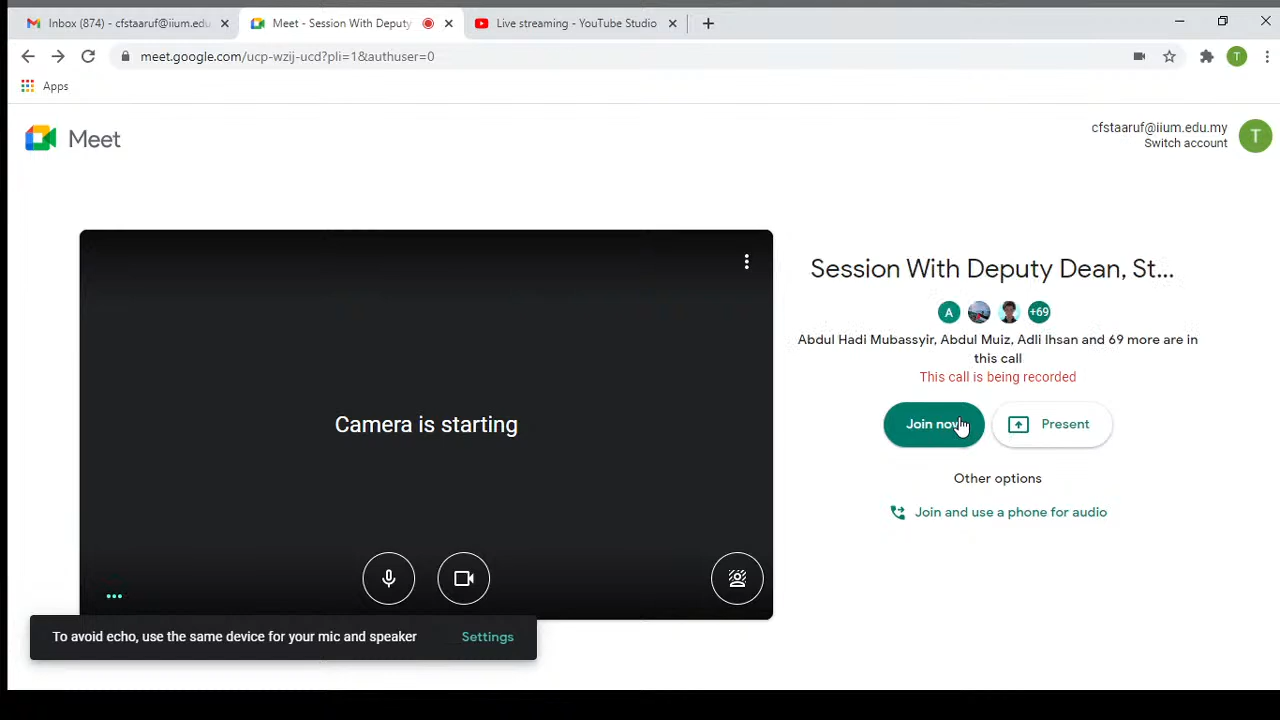 Inbox (874) - cfstaaruf@iium.edu.
Meet - Session With Deputy
Live streaming - YouTube Studio
meet.google.com/ucp-wzij-ucd?pli=1&authuser=0
T
Apps
Meet
cfstaaruf@iium.edu.my
Switch account
T
Session With Deputy Dean, St...
A
+69
Abdul Hadi Mubassyir, Abdul Muiz, Adli Ihsan and 69 more are in
this call
This call is being recorded
Camera is starting
Join now
Present
Other options
Join and use a phone for audio
To avoid echo, use the same device for your mic and speaker
Settings